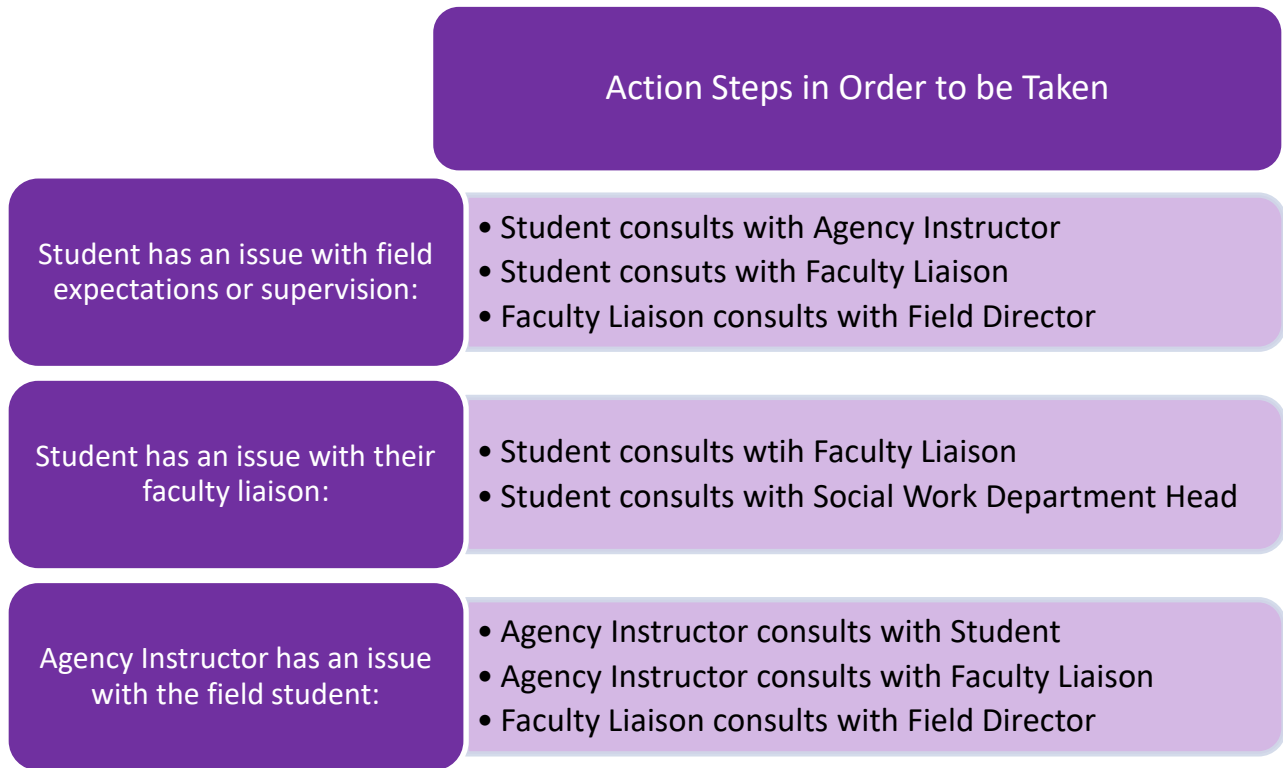 Action Steps in Order to be Taken
Student has an issue with field
expectations or supervision:
• Student consults with Agency Instructor
• Student consuts with Faculty Liaison
• Faculty Liaison consults with Field Director
Student has an issue with their
faculty liaison:
• Student consults wtih Faculty Liaison
• Student consults with Social Work Department Head
Agency Instructor has an issue
with the field student:
• Agency Instructor consults with Student
• Agency Instructor consults with Faculty Liaison
• Faculty Liaison consults with Field Director